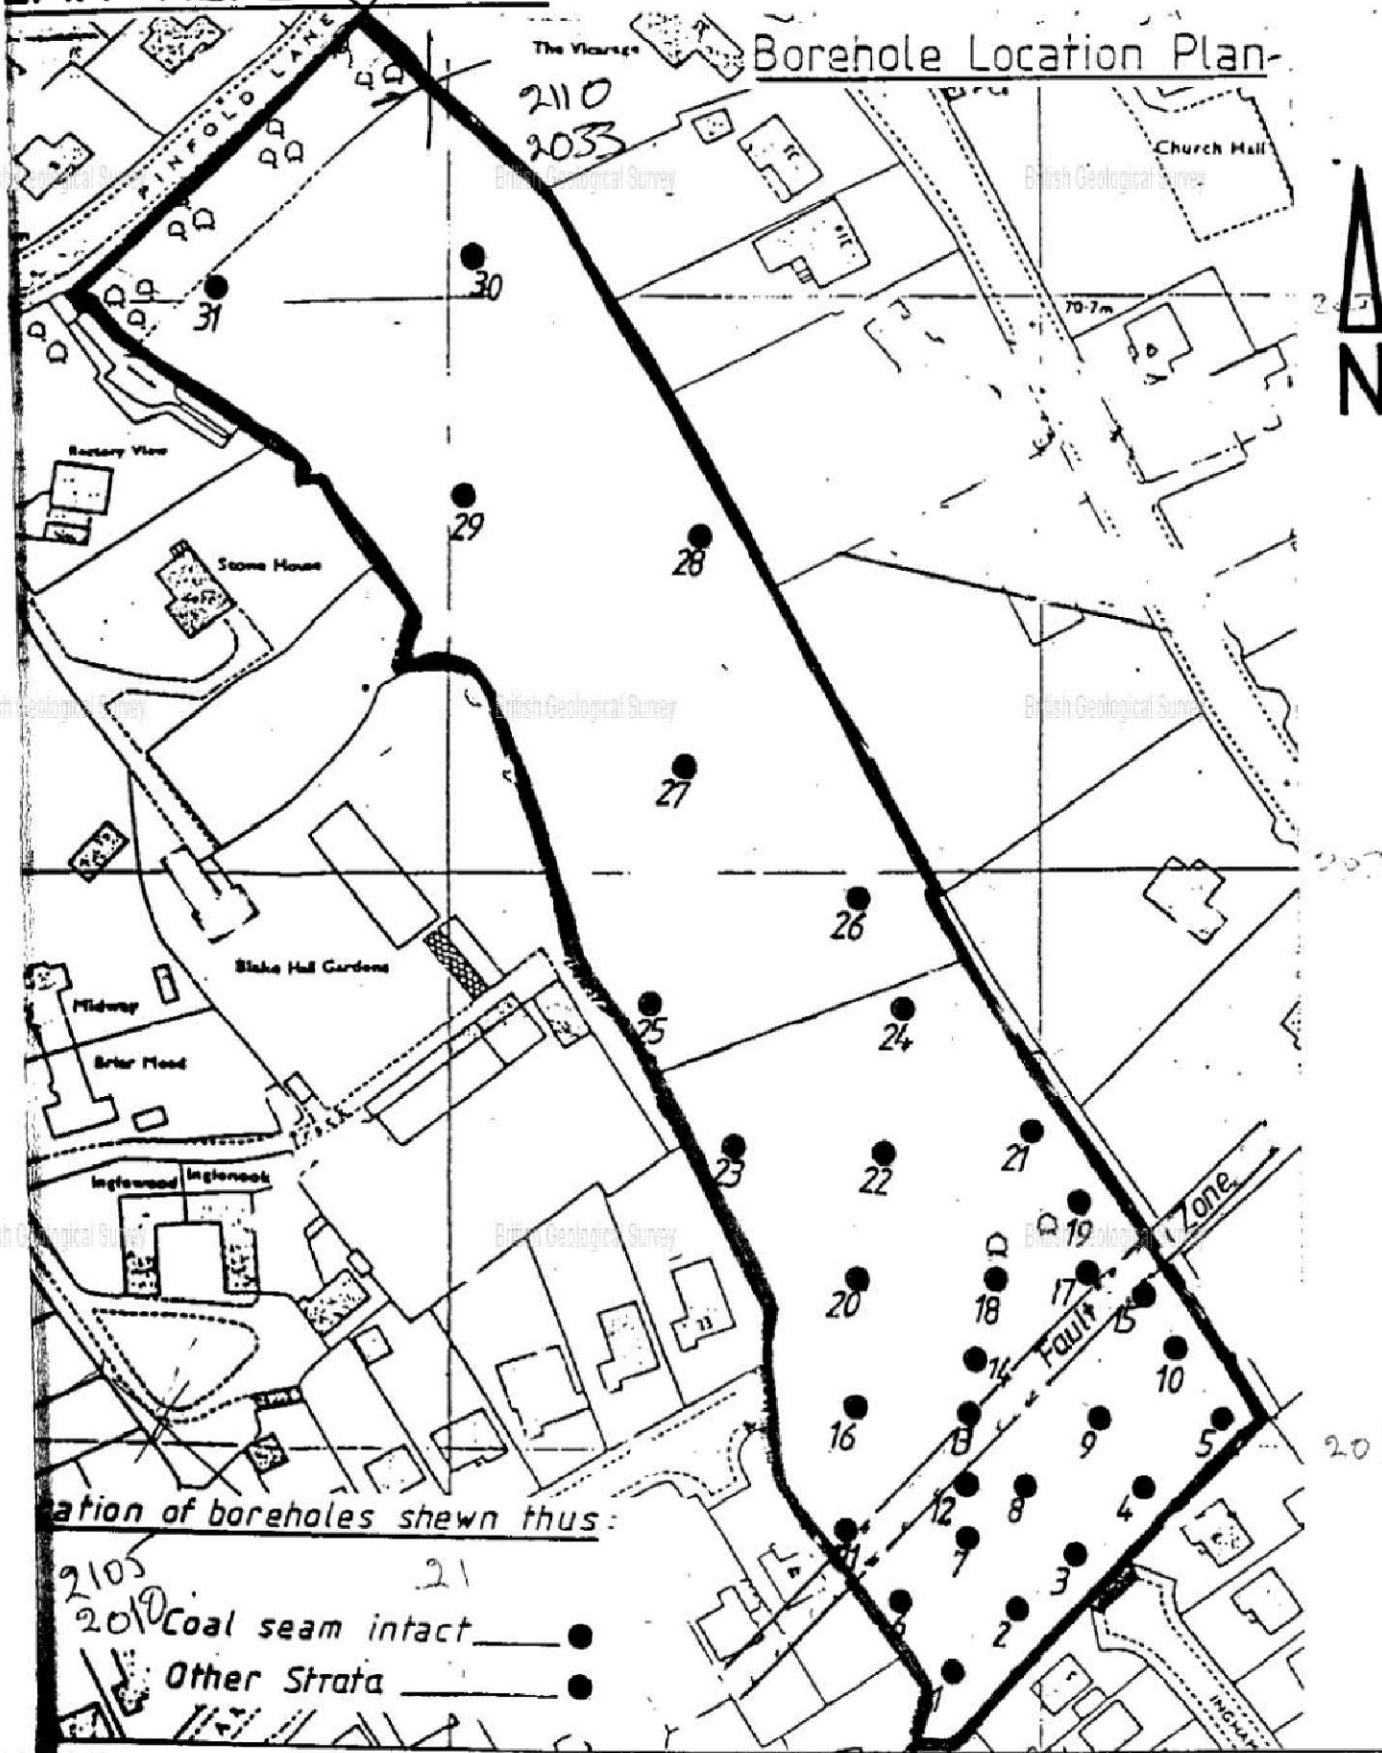 Borehole Location Plan
The Vicarage
2110
2033
PINFOLD LANE
Church Hall
British Geological Survey
British Geological Survey
30
31
70·7m
N
Rectory View
29
28
Stone House
British Geological Survey
British Geological Survey
27
26
Blake Hall Gardens
Midway
25
24
Briar Mead
23
22
21
Inglewood
Inglenook
Zone
19
British Geological Survey
British Geological Survey
20
18
17
15
Fault
14
10
16
13
9
5
20
12
8
4
ation of boreholes shewn thus:
11
7
3
2105
21
2010
Coal seam intact
6
2
Other Strata
1
INGHAM